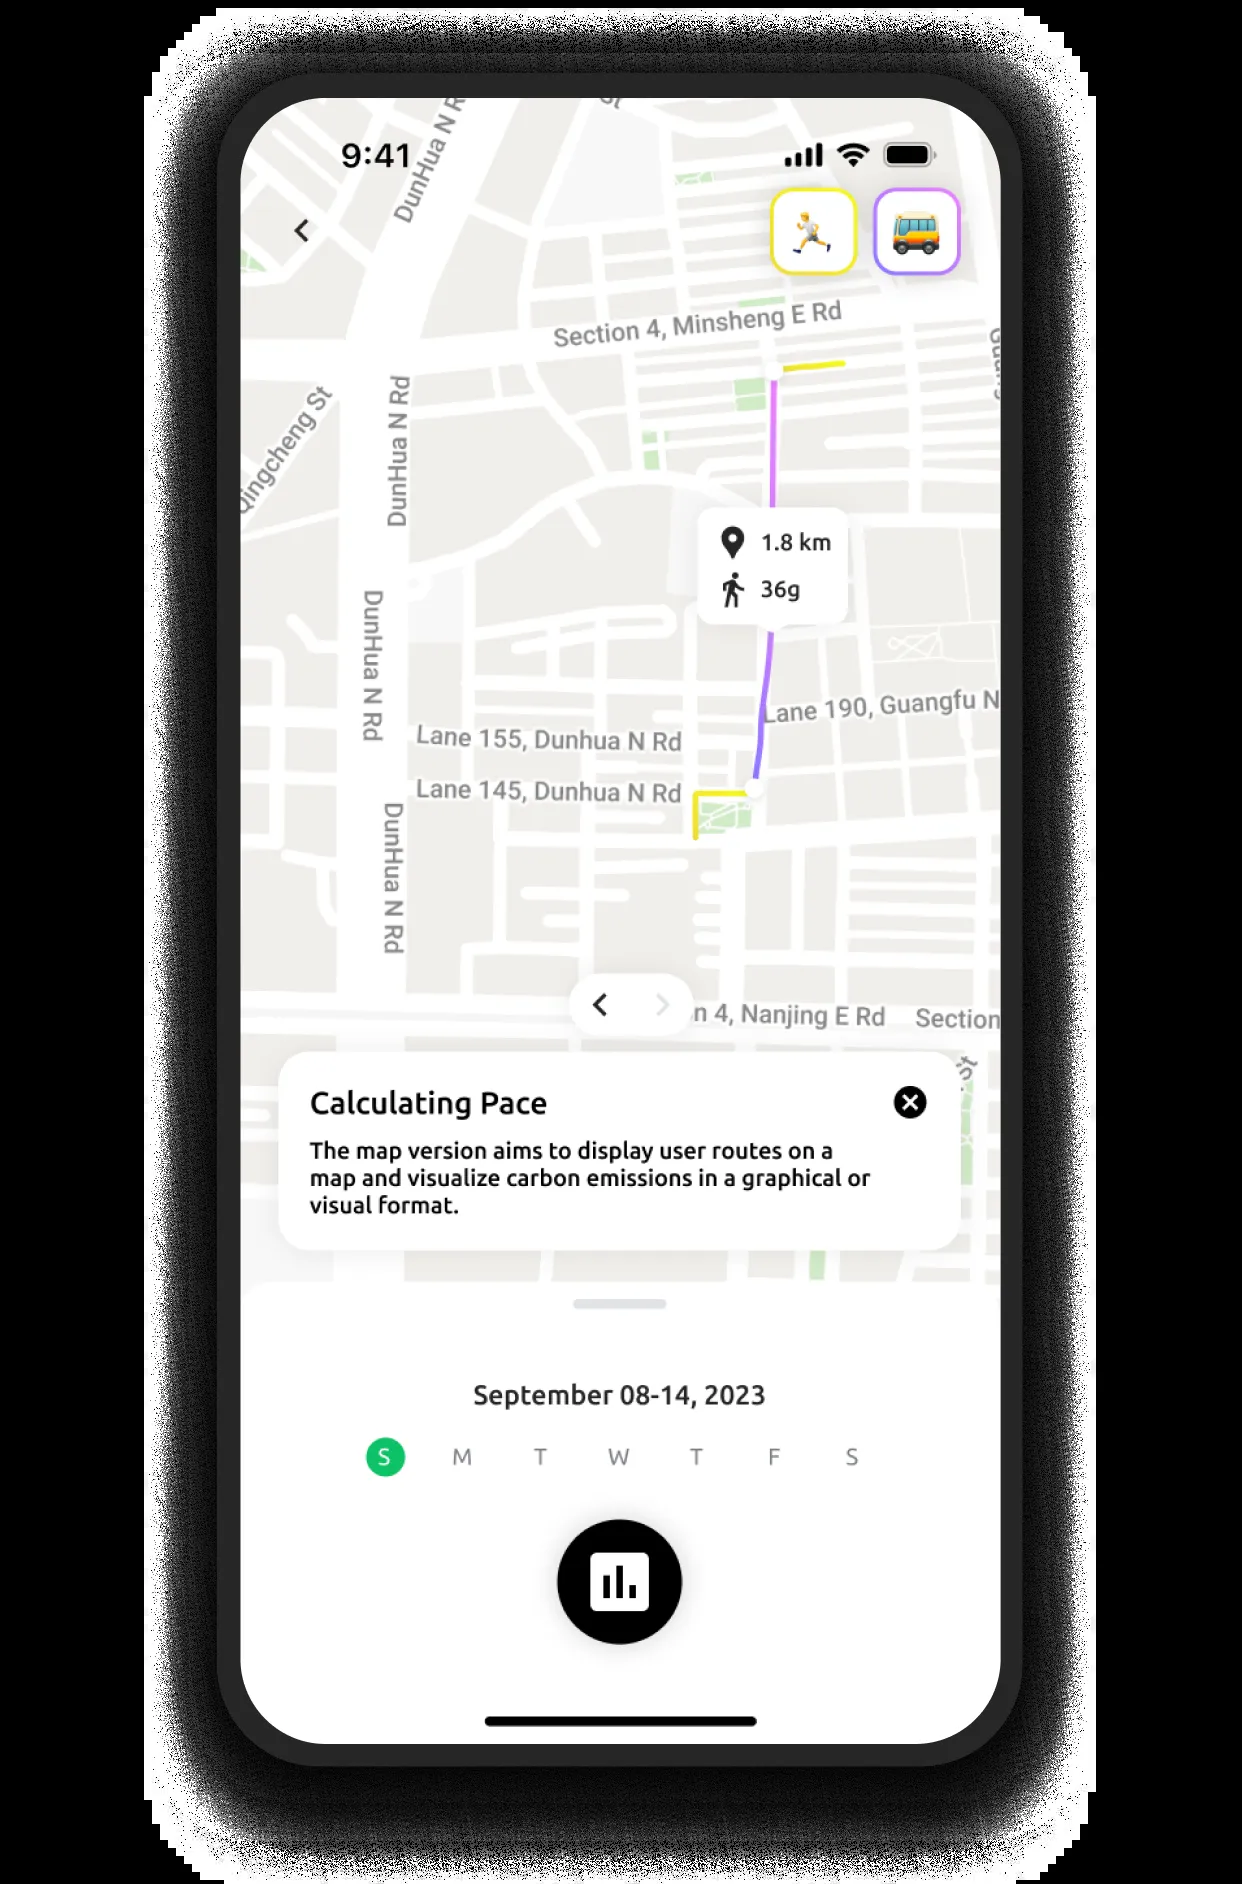 9:41
DunHua N R
Section 4, Minsheng E Rd
Qingcheng St
DunHua N Rd
1.8 km
36g
DunHua N Rd
Lane 190, Guangfu N
Lane 155, Dunhua N Rd
Lane 145, Dunhua N Rd
DunHua N Rd
n 4, Nanjing E Rd
Section
Calculating Pace
The map version aims to display user routes on a
map and visualize carbon emissions in a graphical or
visual format.
September 08-14, 2023
S M T W T F S